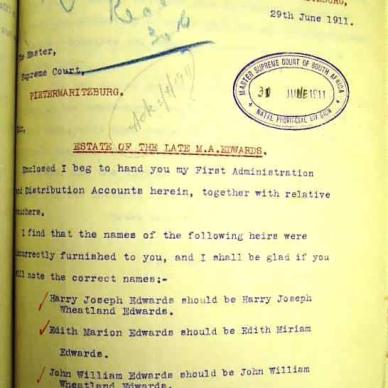 29th June 1911.
Master,
Supreme Court,
PIETERMARITZBURG.
MASTER SUPREME COURT OF SOUTH AFRICA
30 JUNE 1911
NATAL PROVINCIAL DIVISION
ESTATE OF THE LATE M.A.EDWARDS.
Enclosed I beg to hand you my First Administration
and Distribution Accounts herein, together with relative
vouchers.
I find that the names of the following heirs were
incorrectly furnished to you, and I shall be glad if you
will note the correct names;-
Harry Joseph Edwards should be Harry Joseph
Wheatland Edwards.
Edith Marion Edwards should be Edith Miriam
Edwards.
John William Edwards should be John William
Wheatland Edwards.